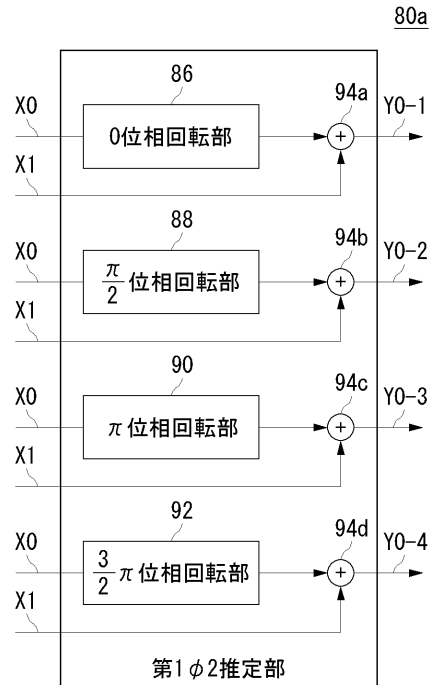 80a
86
94a
X0
0位相回転部
Y0-1
X1
88
94b
X0
π/2 位相回転部
Y0-2
X1
90
94c
X0
π位相回転部
Y0-3
X1
92
94d
X0
3/2 π位相回転部
Y0-4
X1
第1φ2推定部